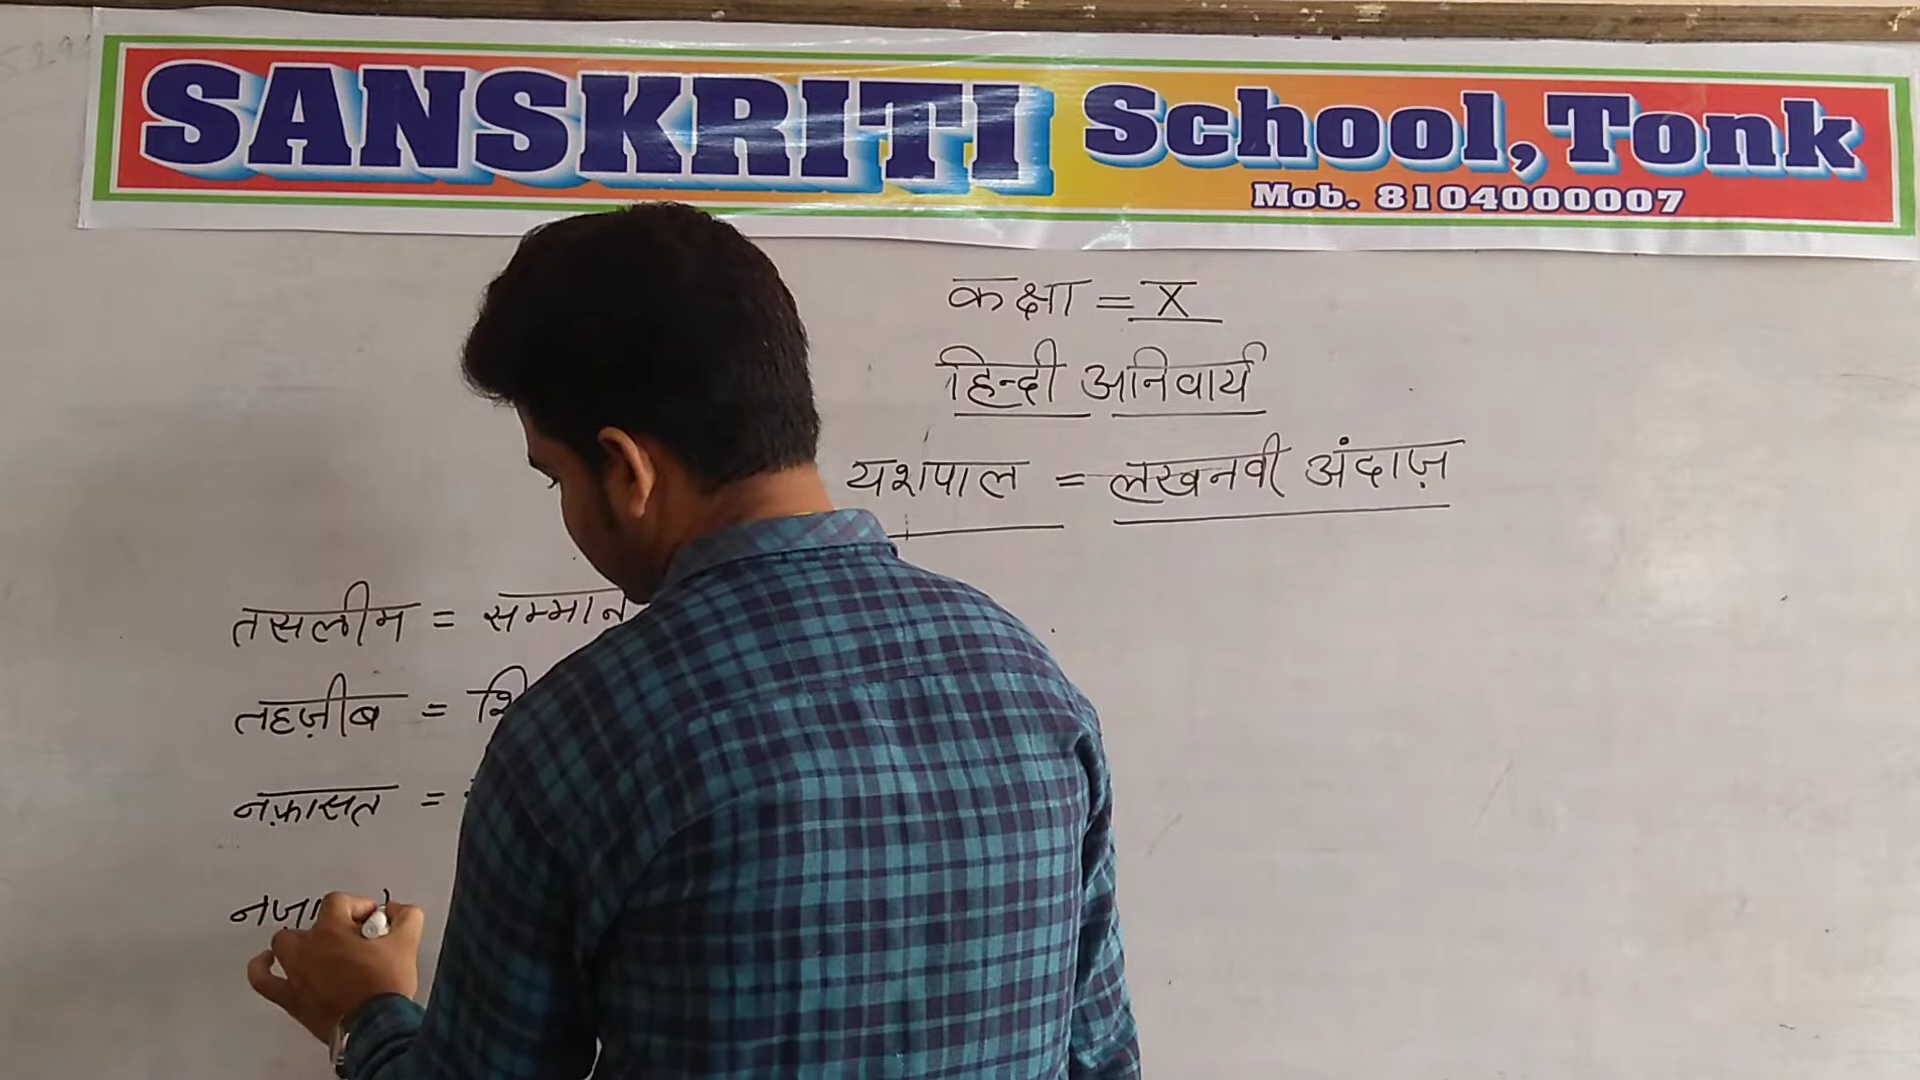 SANSKRITI School, Tonk
Mob. 8104000007
कक्षा = X
हिन्दी अनिवार्य
यशपाल = लखनवी अंदाज़
तसलीम = सम्मान
तहज़ीब =
नफ़ासत =